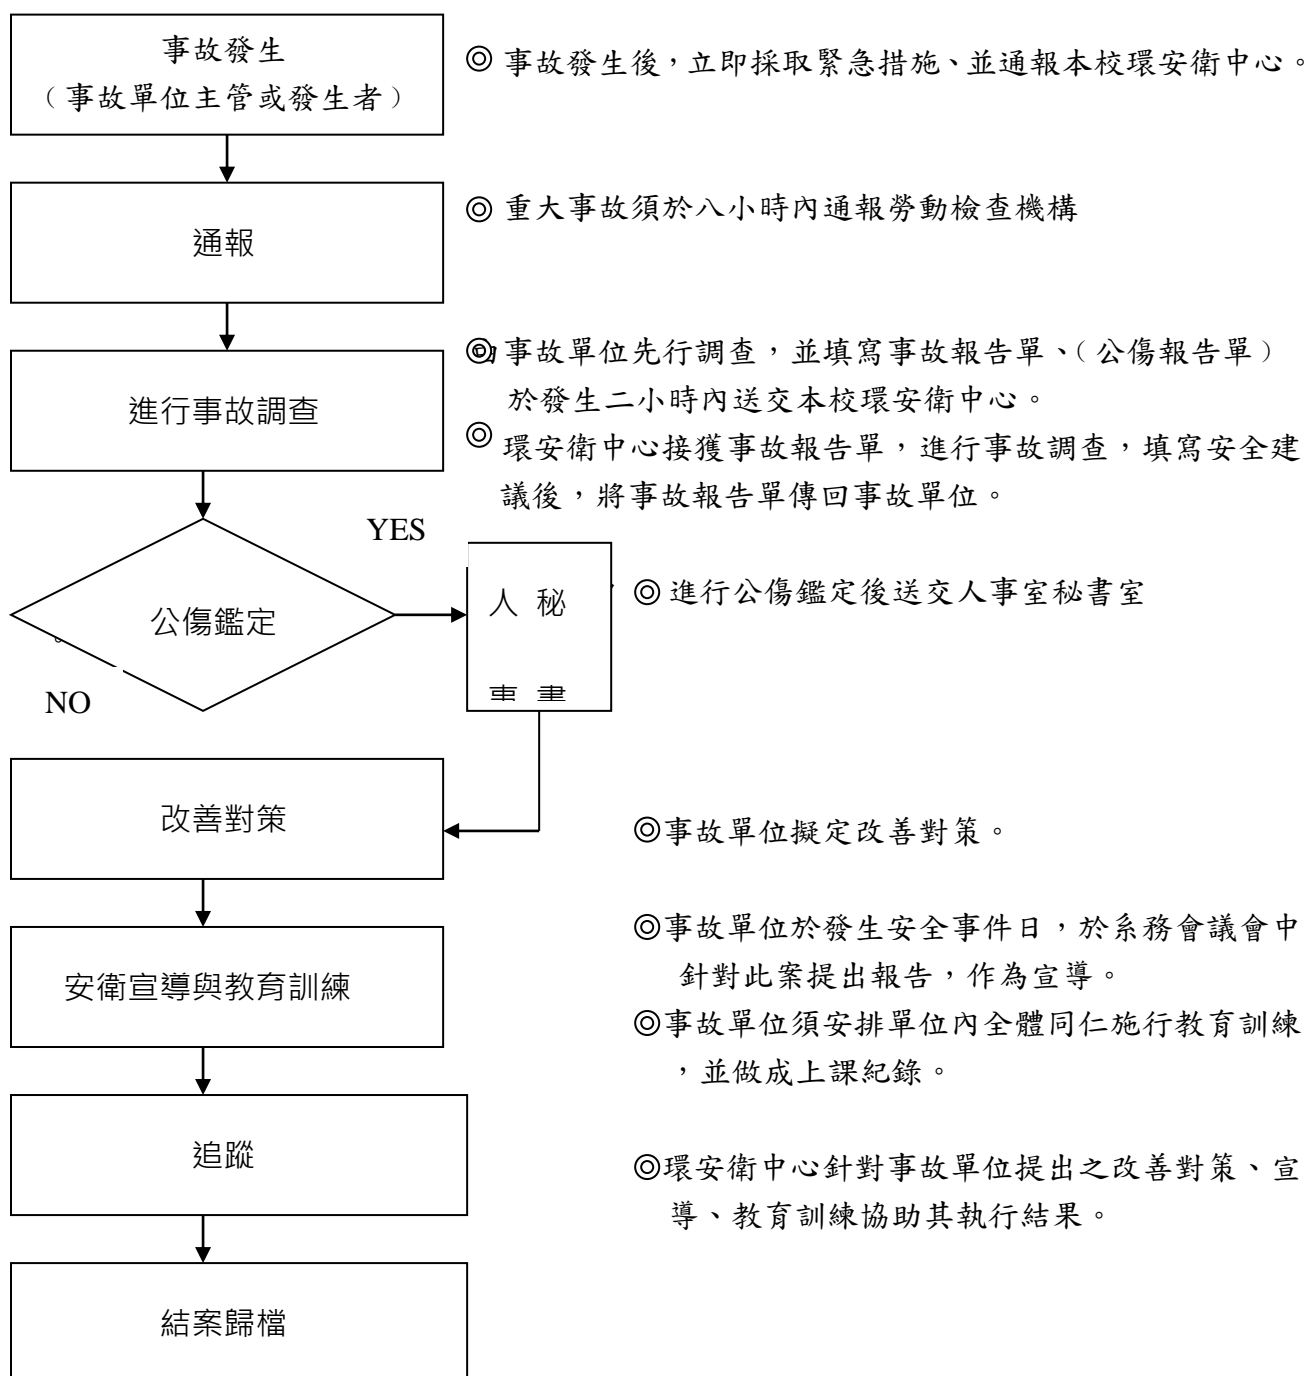 事故發生
（事故單位主管或發生者）
◎ 事故發生後，立即採取緊急措施、並通報本校環安衛中心。
通報
◎ 重大事故須於八小時內通報勞動檢查機構
進行事故調查
◎ 事故單位先行調查，並填寫事故報告單、（公傷報告單）
於發生二小時內送交本校環安衛中心。
◎ 環安衛中心接獲事故報告單，進行事故調查，填寫安全建
議後，將事故報告單傳回事故單位。
公傷鑑定
YES
NO
人 秘
◎ 進行公傷鑑定後送交人事室秘書室
改善對策
◎事故單位擬定改善對策。
安衛宣導與教育訓練
◎事故單位於發生安全事件日，於系務會議會中
針對此案提出報告，作為宣導。
◎事故單位須安排單位內全體同仁施行教育訓練
，並做成上課紀錄。
追蹤
◎環安衛中心針對事故單位提出之改善對策、宣
導、教育訓練協助其執行結果。
結案歸檔